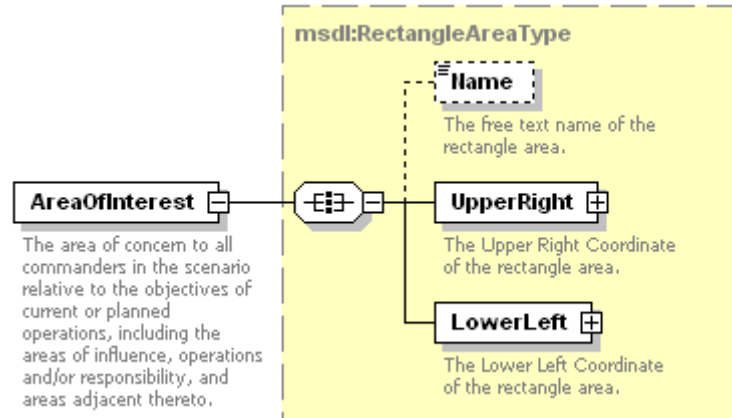 msdl:RectangleAreaType
Name
The free text name of the
rectangle area.
AreaOfInterest
UpperRight
The area of concern to all
commanders in the scenario
relative to the objectives of
current or planned
operations, including the
areas of influence, operations
and/or responsibility, and
areas adjacent thereto.
The Upper Right Coordinate
of the rectangle area.
LowerLeft
The Lower Left Coordinate
of the rectangle area.